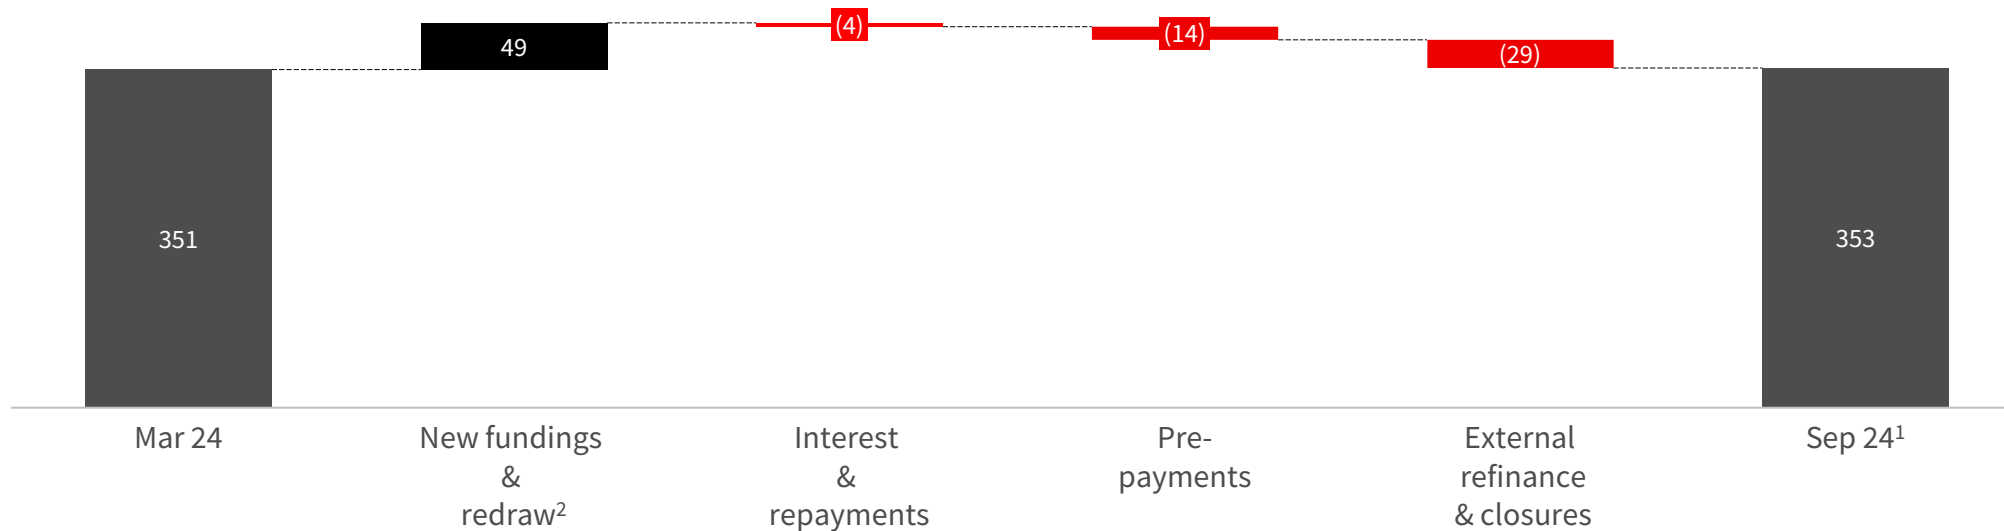 49
(4)
(14)
(29)
351
353
Mar 24
New fundings
&
redraw²
Interest
&
repayments
Pre-
payments
External
refinance
& closures
Sep 24¹